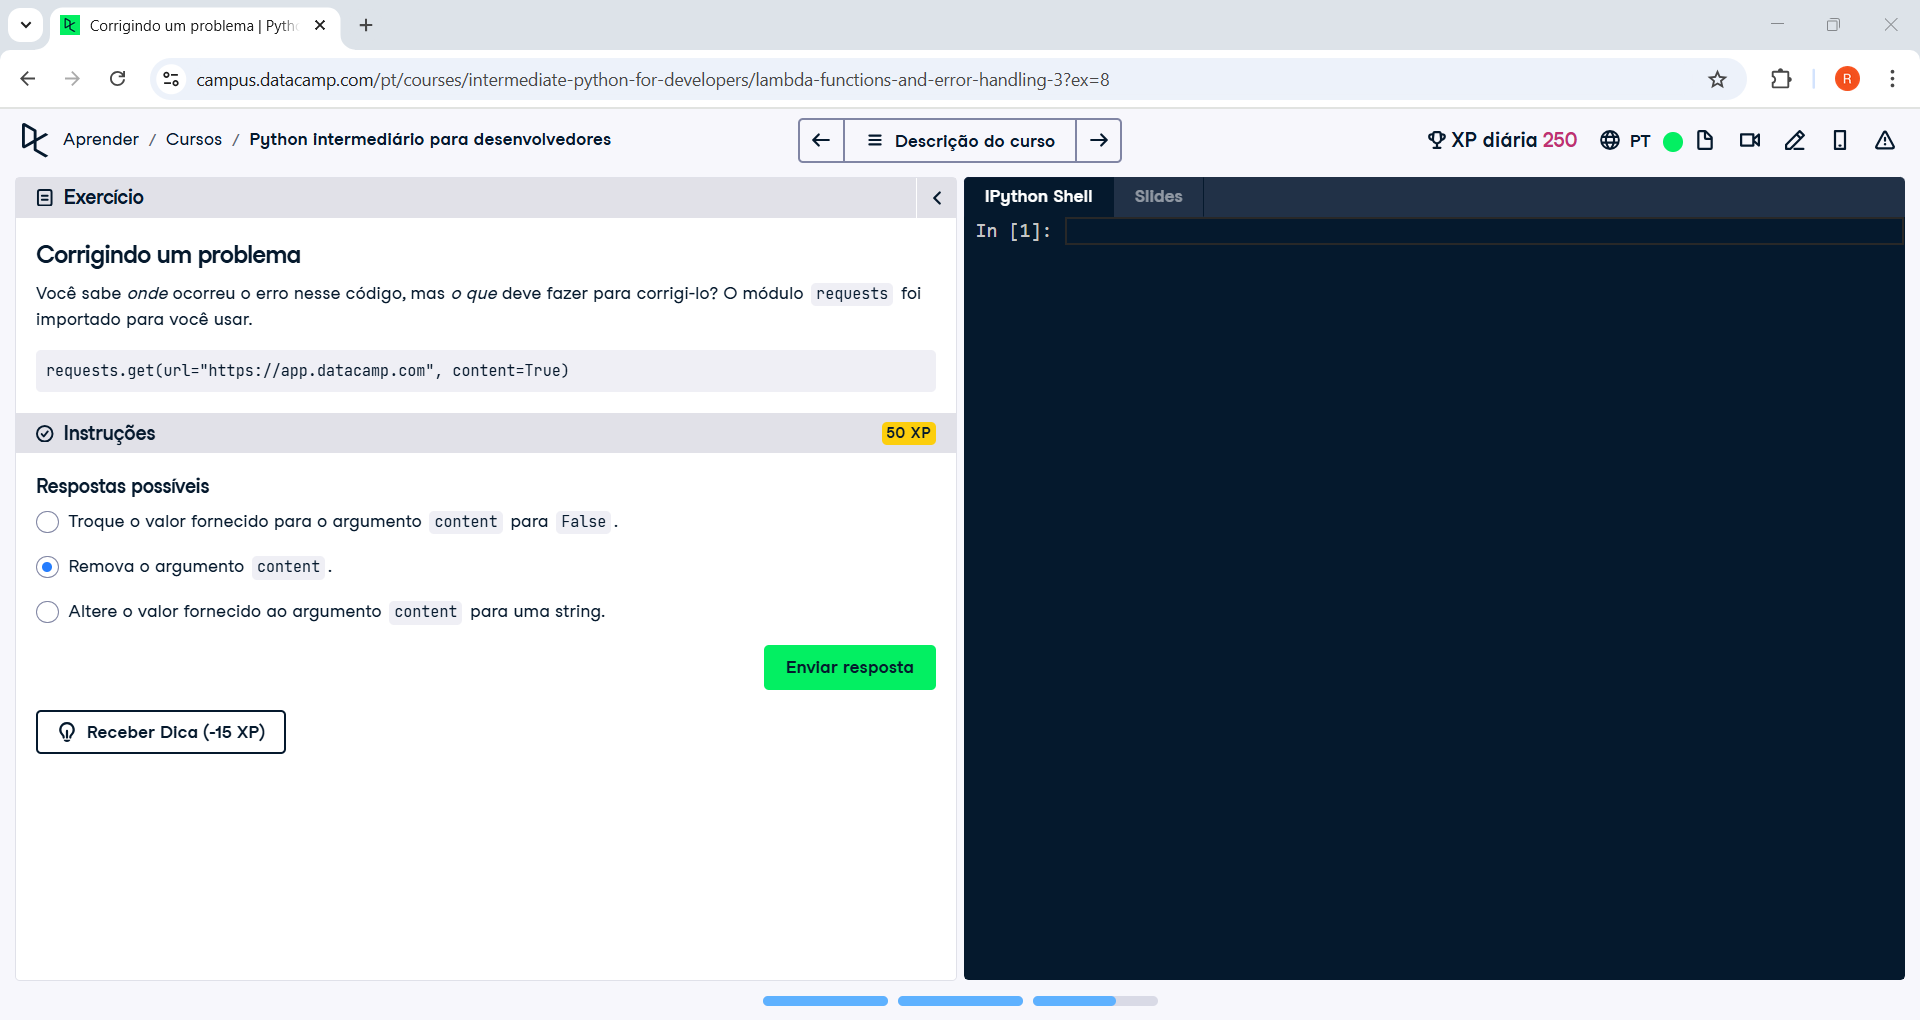 Corrigindo um problema | Pyth
campus.datacamp.com/pt/courses/intermediate-python-for-developers/lambda-functions-and-error-handling-3?ex=8
R
Aprender / Cursos / Python intermediário para desenvolvedores
Descrição do curso
XP diária 250
PT
Exercício
IPython Shell
Slides
In [1]:
Corrigindo um problema
Você sabe onde ocorreu o erro nesse código, mas o que deve fazer para corrigi-lo? O módulo requests foi
importado para você usar.
requests.get(url="https://app.datacamp.com", content=True)
Instruções
50 XP
Respostas possíveis
Troque o valor fornecido para o argumento content para False.
Remova o argumento content.
Altere o valor fornecido ao argumento content para uma string.
Enviar resposta
Receber Dica (-15 XP)